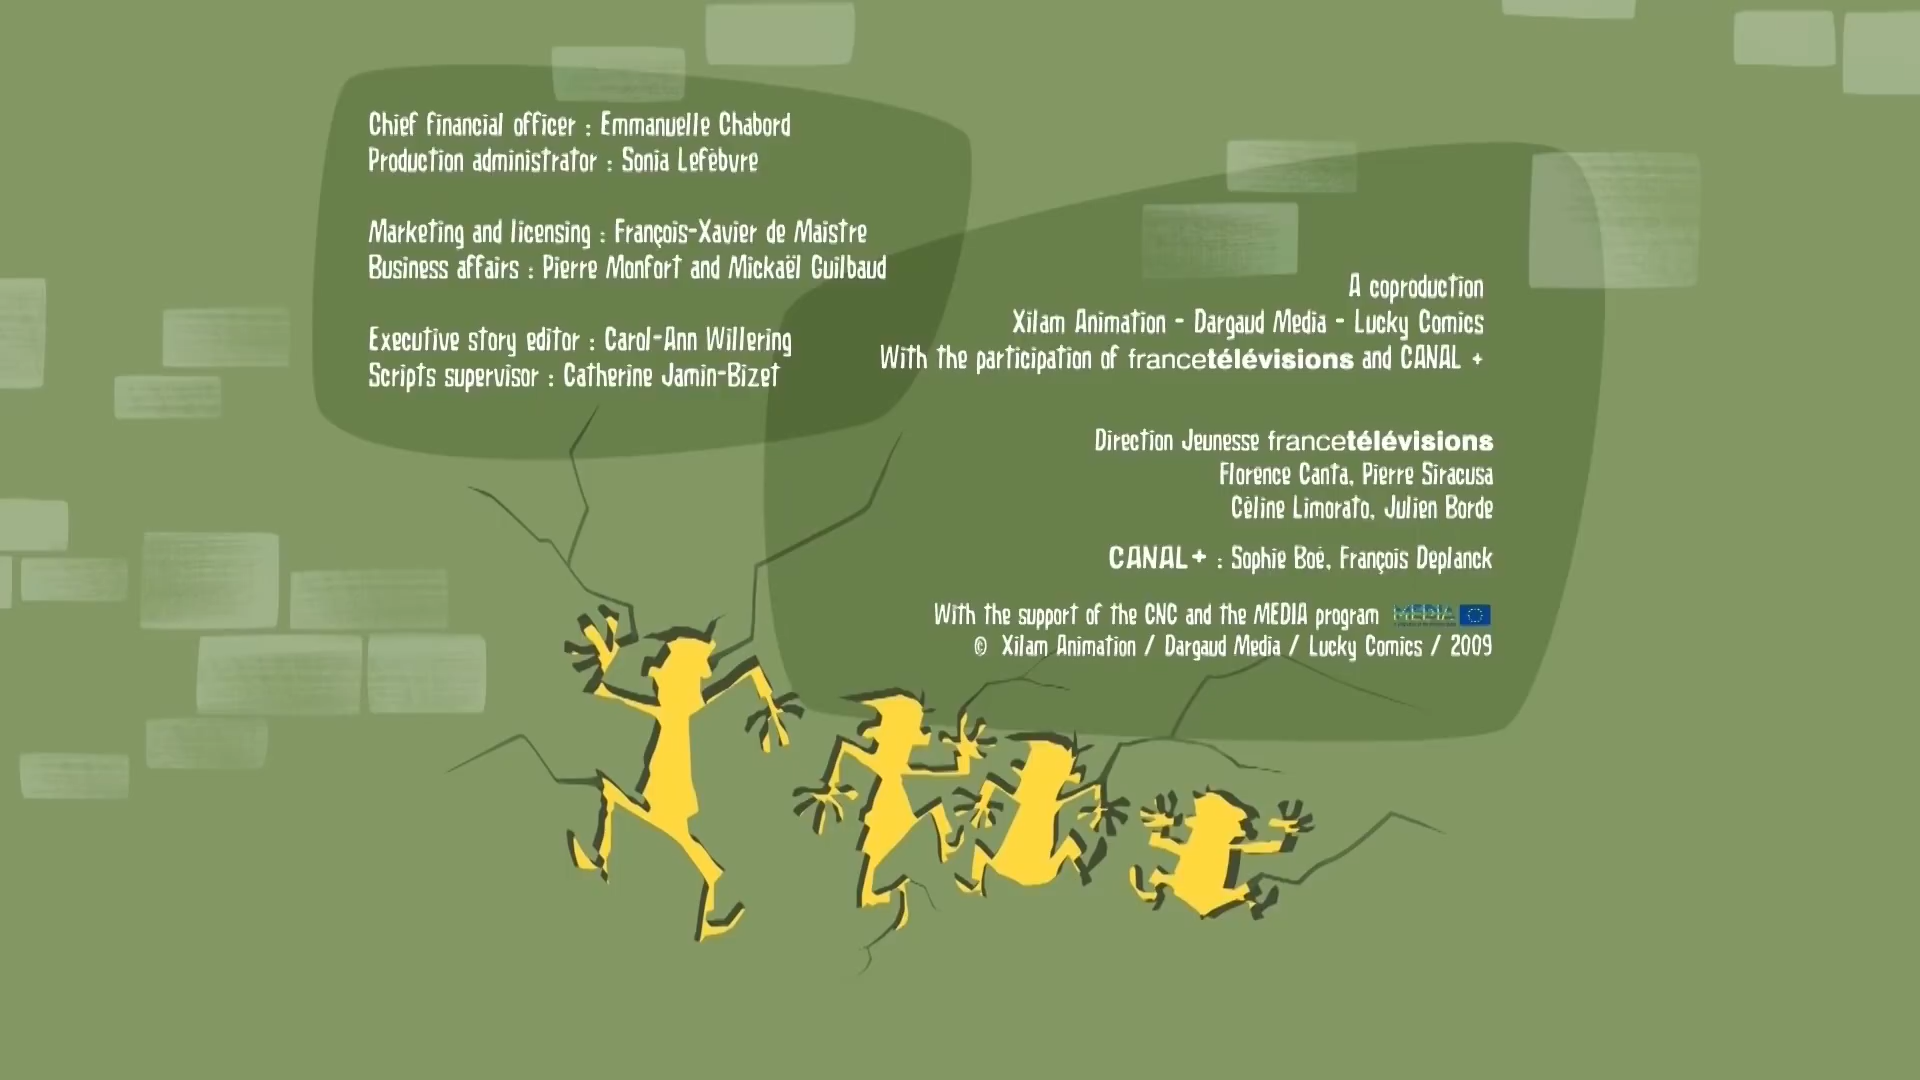 Chief financial officer : Emmanuelle Chabord
Production administrator : Sonia Lefèbvre
Marketing and licensing : François-Xavier de Maistre
Business affairs : Pierre Monfort and Mickaël Guilbaud
Executive story editor : Carol-Ann Willering
Scripts supervisor : Catherine Jamin-Bizet
A coproduction
Xilam Animation - Dargaud Media - Lucky Comics
With the participation of francetélévisions and CANAL +
Direction Jeunesse francetélévisions
Florence Canta, Pierre Siracusa
Céline Limorato, Julien Borde
CANAL+ : Sophie Boé, François Deplanck
With the support of the CNC and the MEDIA program MEDIA
© Xilam Animation / Dargaud Media / Lucky Comics / 2009